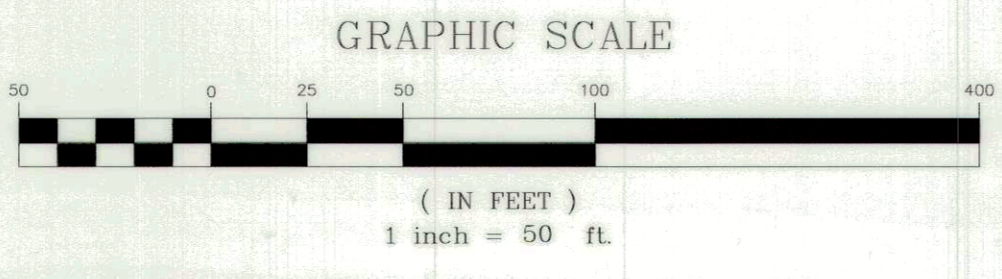 GRAPHIC SCALE
50 0 25 50 100 400
( IN FEET )
1 inch = 50 ft.